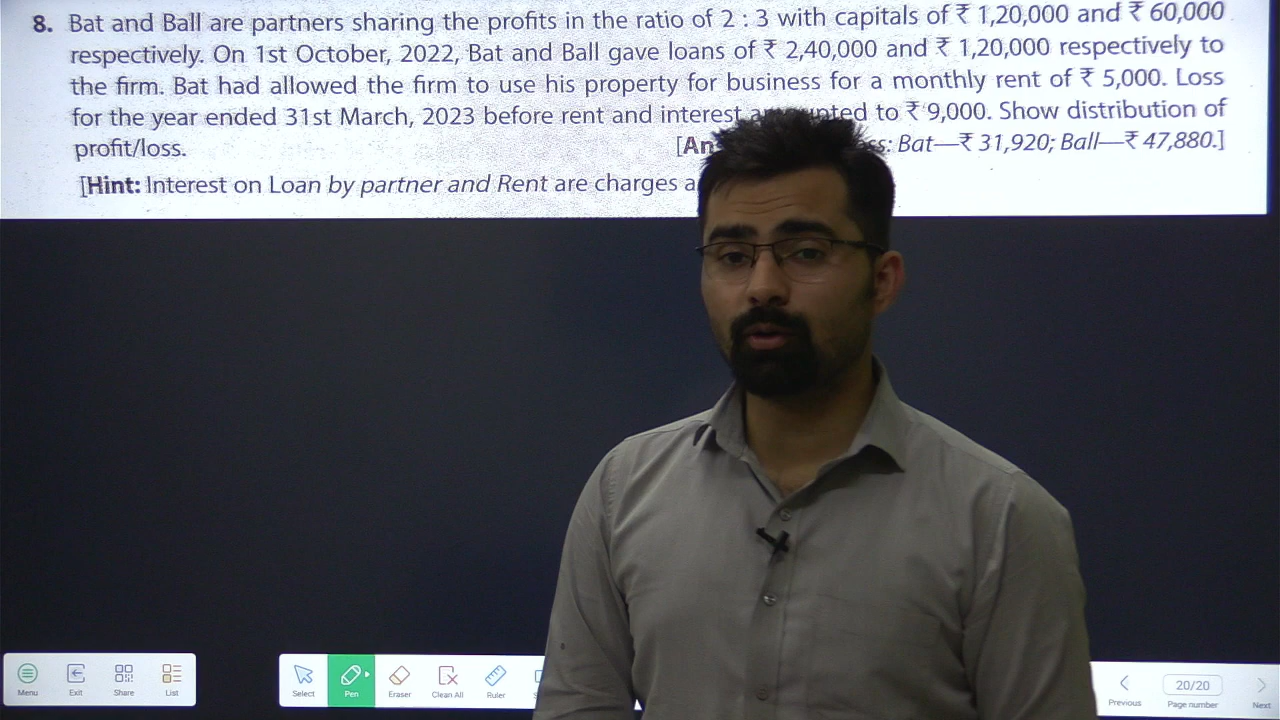 8. Bat and Ball are partners sharing the profits in the ratio of 2 : 3 with capitals of ₹ 1,20,000 and ₹ 60,000
respectively. On 1st October, 2022, Bat and Ball gave loans of ₹ 2,40,000 and ₹ 1,20,000 respectively to
the firm. Bat had allowed the firm to use his property for business for a monthly rent of ₹ 5,000. Loss
for the year ended 31st March, 2023 before rent and interest to ₹ 9,000. Show distribution of
profit/loss. [An Bat—₹ 31,920; Ball—₹ 47,880.]
[Hint: Interest on Loan by partner and Rent are charges
Menu Exit Share List Select Pen Eraser Clean All Ruler Previous 20/20 Page number Next